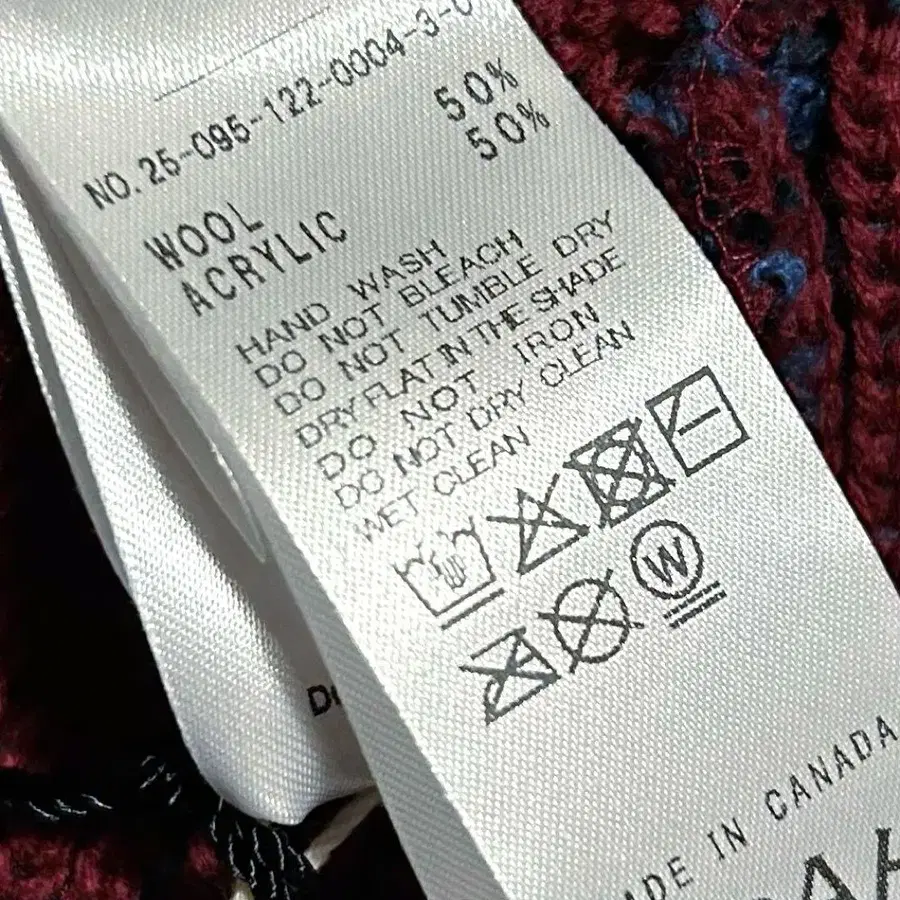 NO. 25-095-122-0004-3-0
WOOL 50%
ACRYLIC 50%
HAND WASH
DO NOT BLEACH
DO NOT TUMBLE DRY
DRY FLAT IN THE SHADE
DO NOT IRON
DO NOT DRY CLEAN
WET CLEAN
W
MADE IN CANADA